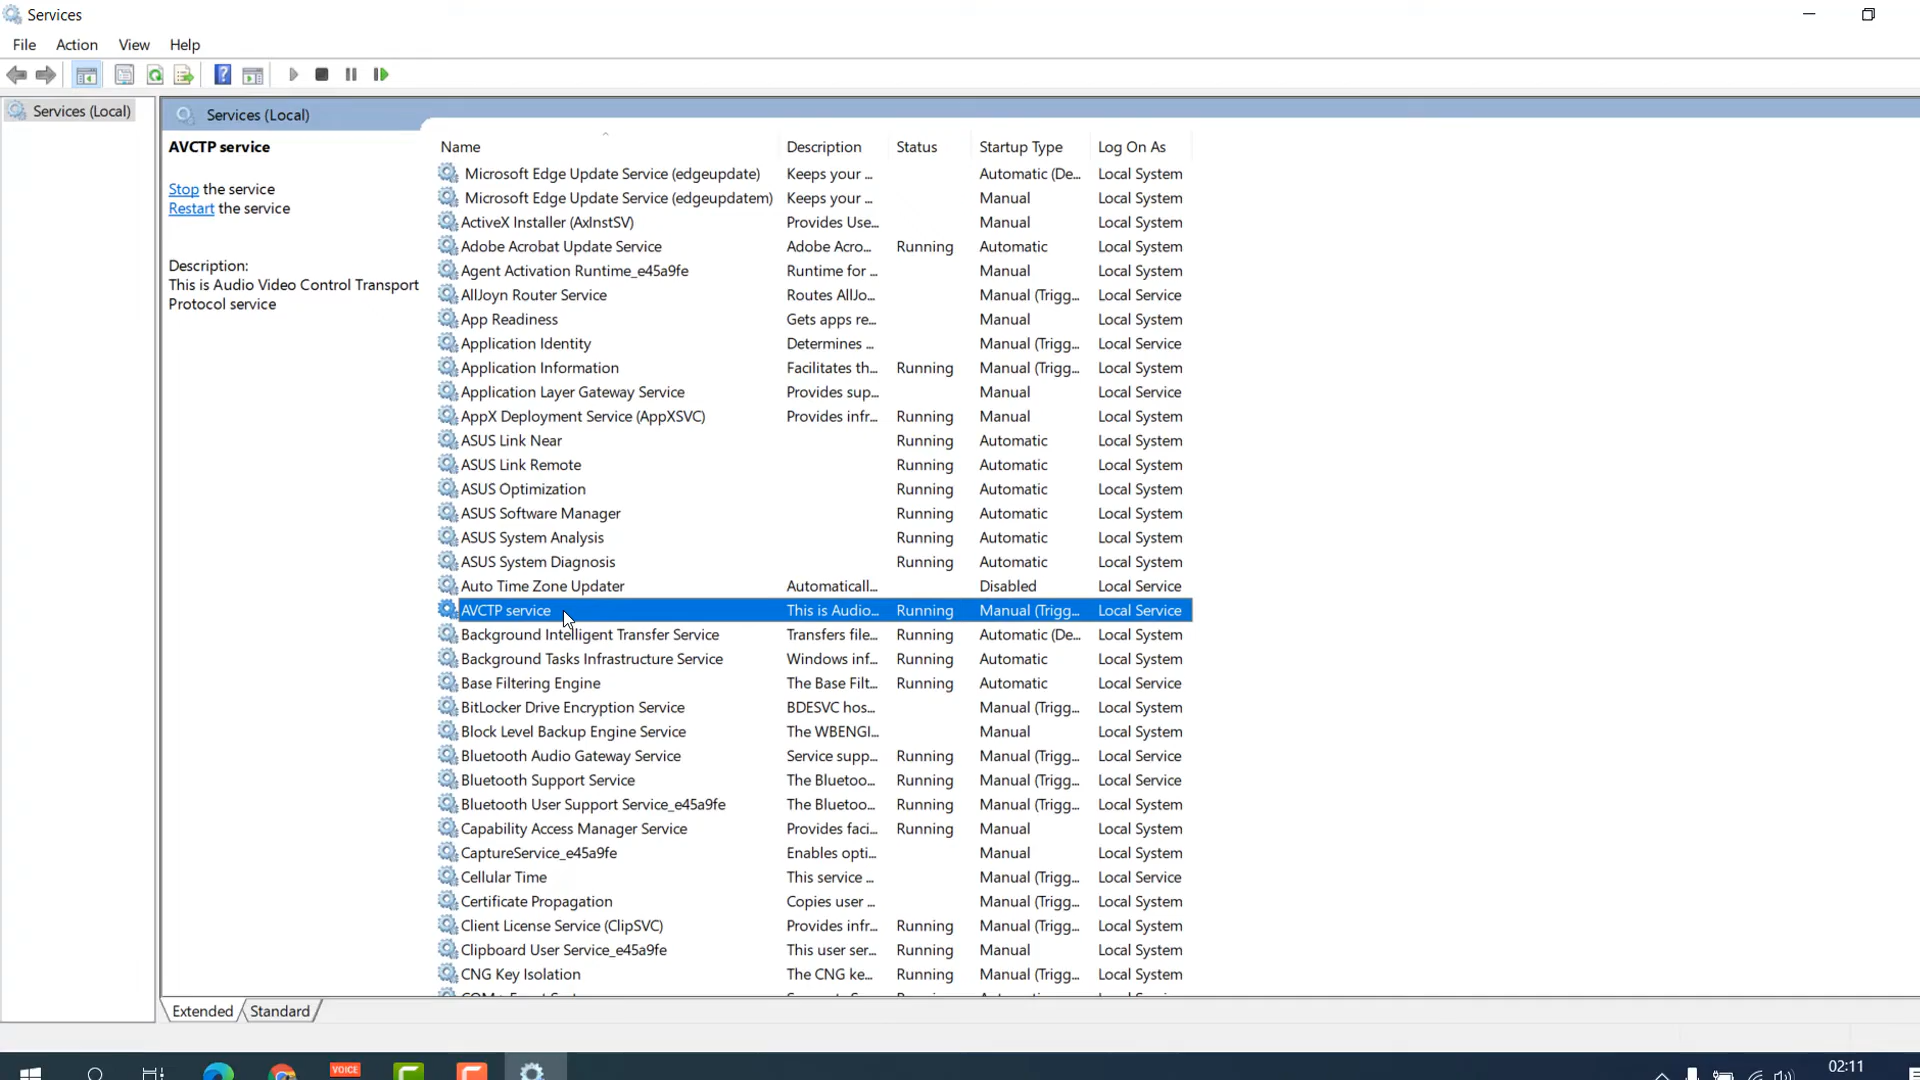 Services
File Action View Help
Services (Local)
Services (Local)
AVCTP service
Stop the service
Restart the service
Description:
This is Audio Video Control Transport
Protocol service
Name Description Status Startup Type Log On As
Microsoft Edge Update Service (edgeupdate) Keeps your ... Automatic (De... Local System
Microsoft Edge Update Service (edgeupdatem) Keeps your ... Manual Local System
ActiveX Installer (AxInstSV) Provides Use... Manual Local System
Adobe Acrobat Update Service Adobe Acro... Running Automatic Local System
Agent Activation Runtime_e45a9fe Runtime for ... Manual Local System
AllJoyn Router Service Routes AllJo... Manual (Trigg... Local Service
App Readiness Gets apps re... Manual Local System
Application Identity Determines ... Manual (Trigg... Local Service
Application Information Facilitates th... Running Manual (Trigg... Local System
Application Layer Gateway Service Provides sup... Manual Local Service
AppX Deployment Service (AppXSVC) Provides infr... Running Manual Local System
ASUS Link Near Running Automatic Local System
ASUS Link Remote Running Automatic Local System
ASUS Optimization Running Automatic Local System
ASUS Software Manager Running Automatic Local System
ASUS System Analysis Running Automatic Local System
ASUS System Diagnosis Running Automatic Local System
Auto Time Zone Updater Automaticall... Disabled Local Service
AVCTP service This is Audio... Running Manual (Trigg... Local Service
Background Intelligent Transfer Service Transfers file... Running Automatic (De... Local System
Background Tasks Infrastructure Service Windows inf... Running Automatic Local System
Base Filtering Engine The Base Filt... Running Automatic Local Service
BitLocker Drive Encryption Service BDESVC hos... Manual (Trigg... Local System
Block Level Backup Engine Service The WBENGI... Manual Local System
Bluetooth Audio Gateway Service Service supp... Running Manual (Trigg... Local Service
Bluetooth Support Service The Bluetoo... Running Manual (Trigg... Local Service
Bluetooth User Support Service_e45a9fe The Bluetoo... Running Manual (Trigg... Local System
Capability Access Manager Service Provides faci... Running Manual Local System
CaptureService_e45a9fe Enables opti... Manual Local System
Cellular Time This service ... Manual (Trigg... Local Service
Certificate Propagation Copies user ... Manual (Trigg... Local System
Client License Service (ClipSVC) Provides infr... Running Manual (Trigg... Local System
Clipboard User Service_e45a9fe This user ser... Running Manual Local System
CNG Key Isolation The CNG ke... Running Manual (Trigg... Local System
Extended Standard
VOICE
02:11